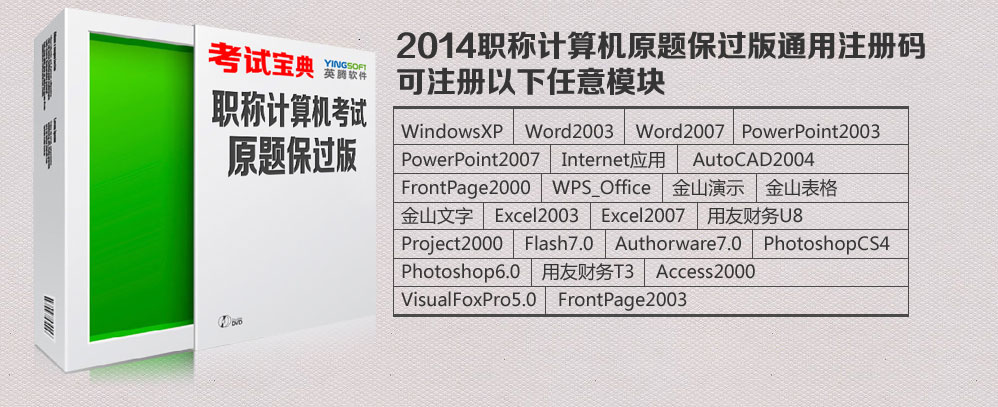 考试宝典
YINGSOFT
英腾软件
职称计算机考试
原题保过版
DVD
2014职称计算机原题保过版通用注册码
可注册以下任意模块
WindowsXP Word2003 Word2007 PowerPoint2003
PowerPoint2007 Internet应用 AutoCAD2004
FrontPage2000 WPS_Office 金山演示 金山表格
金山文字 Excel2003 Excel2007 用友财务U8
Project2000 Flash7.0 Authorware7.0 PhotoshopCS4
Photoshop6.0 用友财务T3 Access2000
VisualFoxPro5.0 FrontPage2003